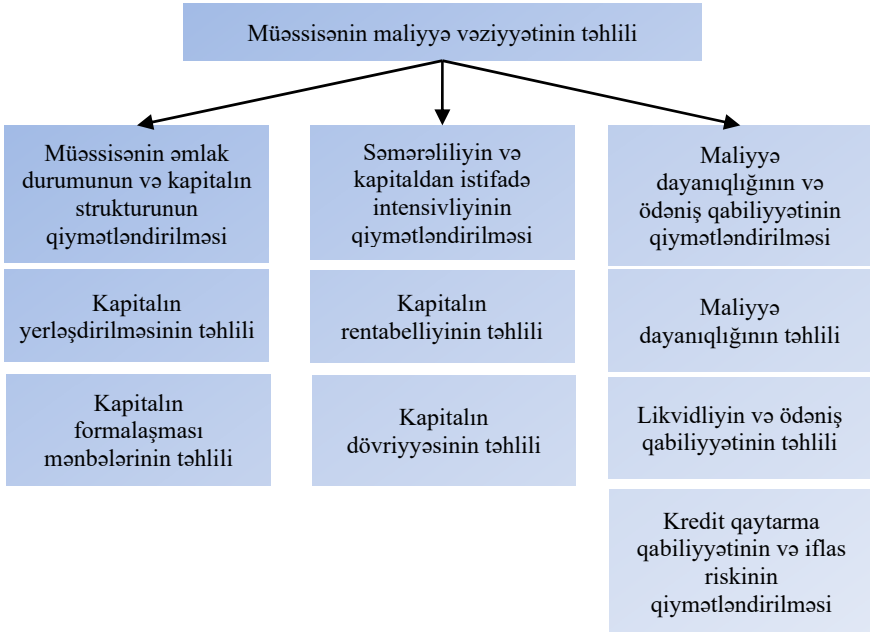 Müəssisənin maliyyə vəziyyətinin təhlili
Müəssisənin əmlak
durumunun və kapitalın
strukturunun
qiymətləndirilməsi
Kapitalın
yerləşdirilməsinin təhlili
Kapitalın
formalaşması
mənbələrinin təhlili
Səmərəliliyin və
kapitaldan istifadə
intensivliyinin
qiymətləndirilməsi
Kapitalın
rentabelliyinin təhlili
Kapitalın
dövriyyəsinin təhlili
Maliyyə
dayanıqlığının və
ödəniş qabiliyyətinin
qiymətləndirilməsi
Maliyyə
dayanıqlığının təhlili
Likvidliyin və ödəniş
qabiliyyətinin təhlili
Kredit qaytarma
qabiliyyətinin və iflas
riskinin
qiymətləndirilməsi